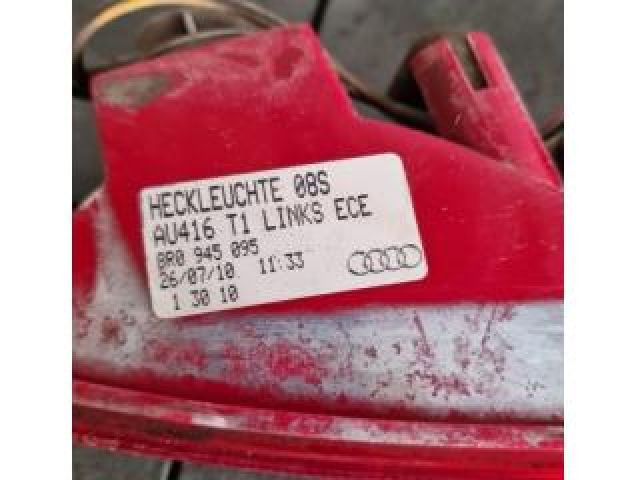 HECKLEUCHTE 08S
AU416 T1 LINKS ECE
8R0 945 095
26/07/10 11:33
1 30 10